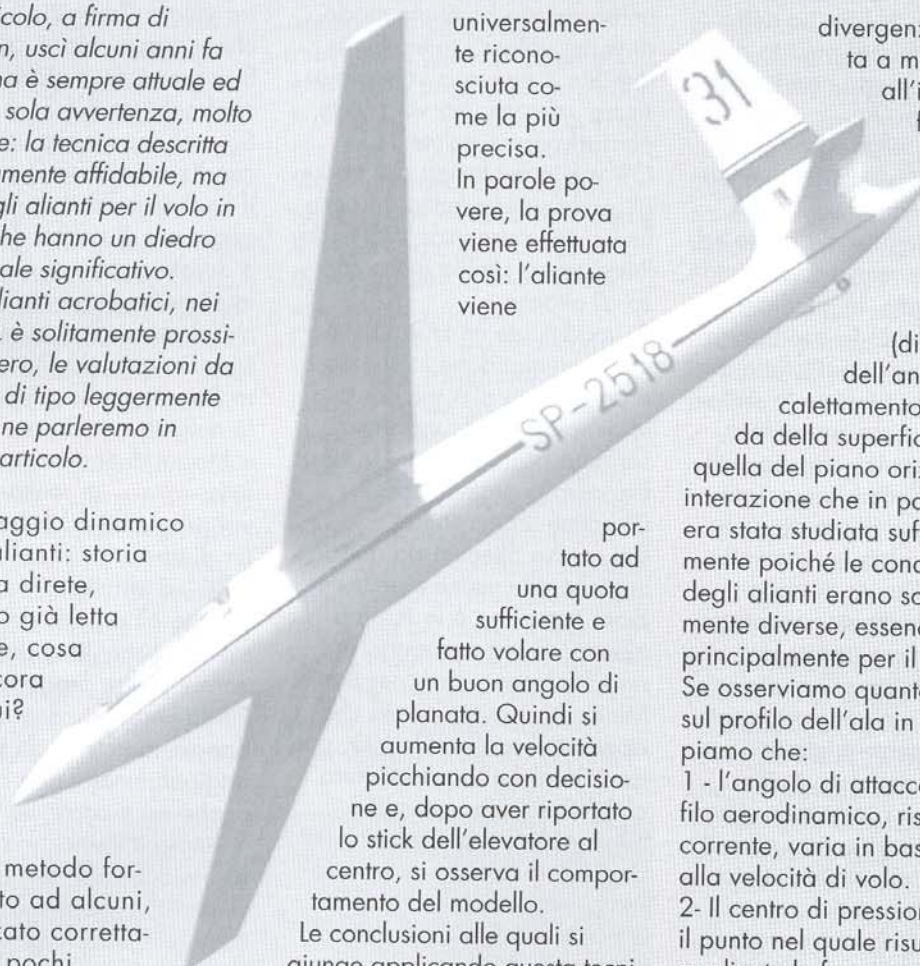 colo, a firma di
n, uscì alcuni anni fa
na è sempre attuale ed
sola avvertenza, molto
e: la tecnica descritta
mente affidabile, ma
gli alianti per il volo in
he hanno un diedro
ale significativo.
lianti acrobatici, nei
è solitamente prossi-
ero, le valutazioni da
di tipo leggermente
ne parleremo in
articolo.
aggio dinamico
alianti: storia
a direte,
o già letta
e, cosa
cora
ui?
metodo for-
to ad alcuni,
cato corretta-
pochi
universalmen-
te ricono-
sciuta co-
me la più
precisa.
In parole po-
vere, la prova
viene effettuata
così: l'aliante
viene
por-
tato ad
una quota
sufficiente e
fatto volare con
un buon angolo di
planata. Quindi si
aumenta la velocità
picchiando con decisio-
ne e, dopo aver riportato
lo stick dell'elevatore al
centro, si osserva il compor-
tamento del modello.
Le conclusioni alle quali si
giunge applicando questa tecni
31
SP-2518
divergen
ta a m
all'i
(di
dell'an
calettamento
da della superfic
quella del piano ori
interazione che in po
era stata studiata suf
mente poiché le conc
degli alianti erano so
mente diverse, essen
principalmente per il
Se osserviamo quant
sul profilo dell'ala in
piamo che:
1 - l'angolo di attacc
filo aerodinamico, ris
corrente, varia in bas
alla velocità di volo.
2- Il centro di pression
il punto nel quale risu